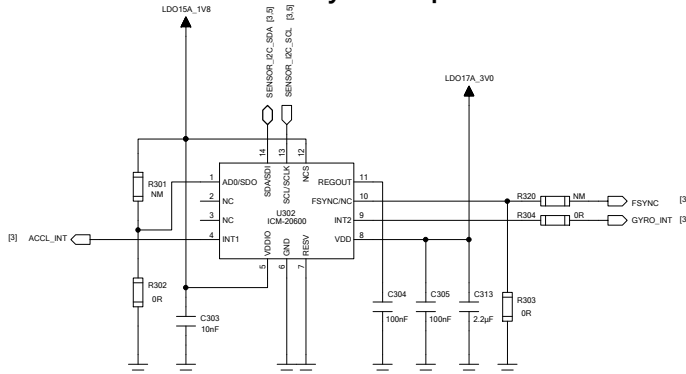 LDO15A_1V8
SENSOR_I2C_SDA [3,5]
SENSOR_I2C_SCL [3,5]
LDO17A_3V0
14
13
12
SDA/SDI
SCL/SCLK
NCS
R301
NM
1
AD0/SDO
REGOUT
11
2
NC
FSYNC/NC
10
R320
NM
FSYNC
[3
U302
ICM-20600
3
NC
INT2
9
R304
0R
GYRO_INT
[3
[3]
ACCL_INT
4
INT1
VDD
8
VDDIO
GND
RESV
5
6
7
R302
0R
C303
10nF
C304
100nF
C305
100nF
C313
2.2µF
R303
0R